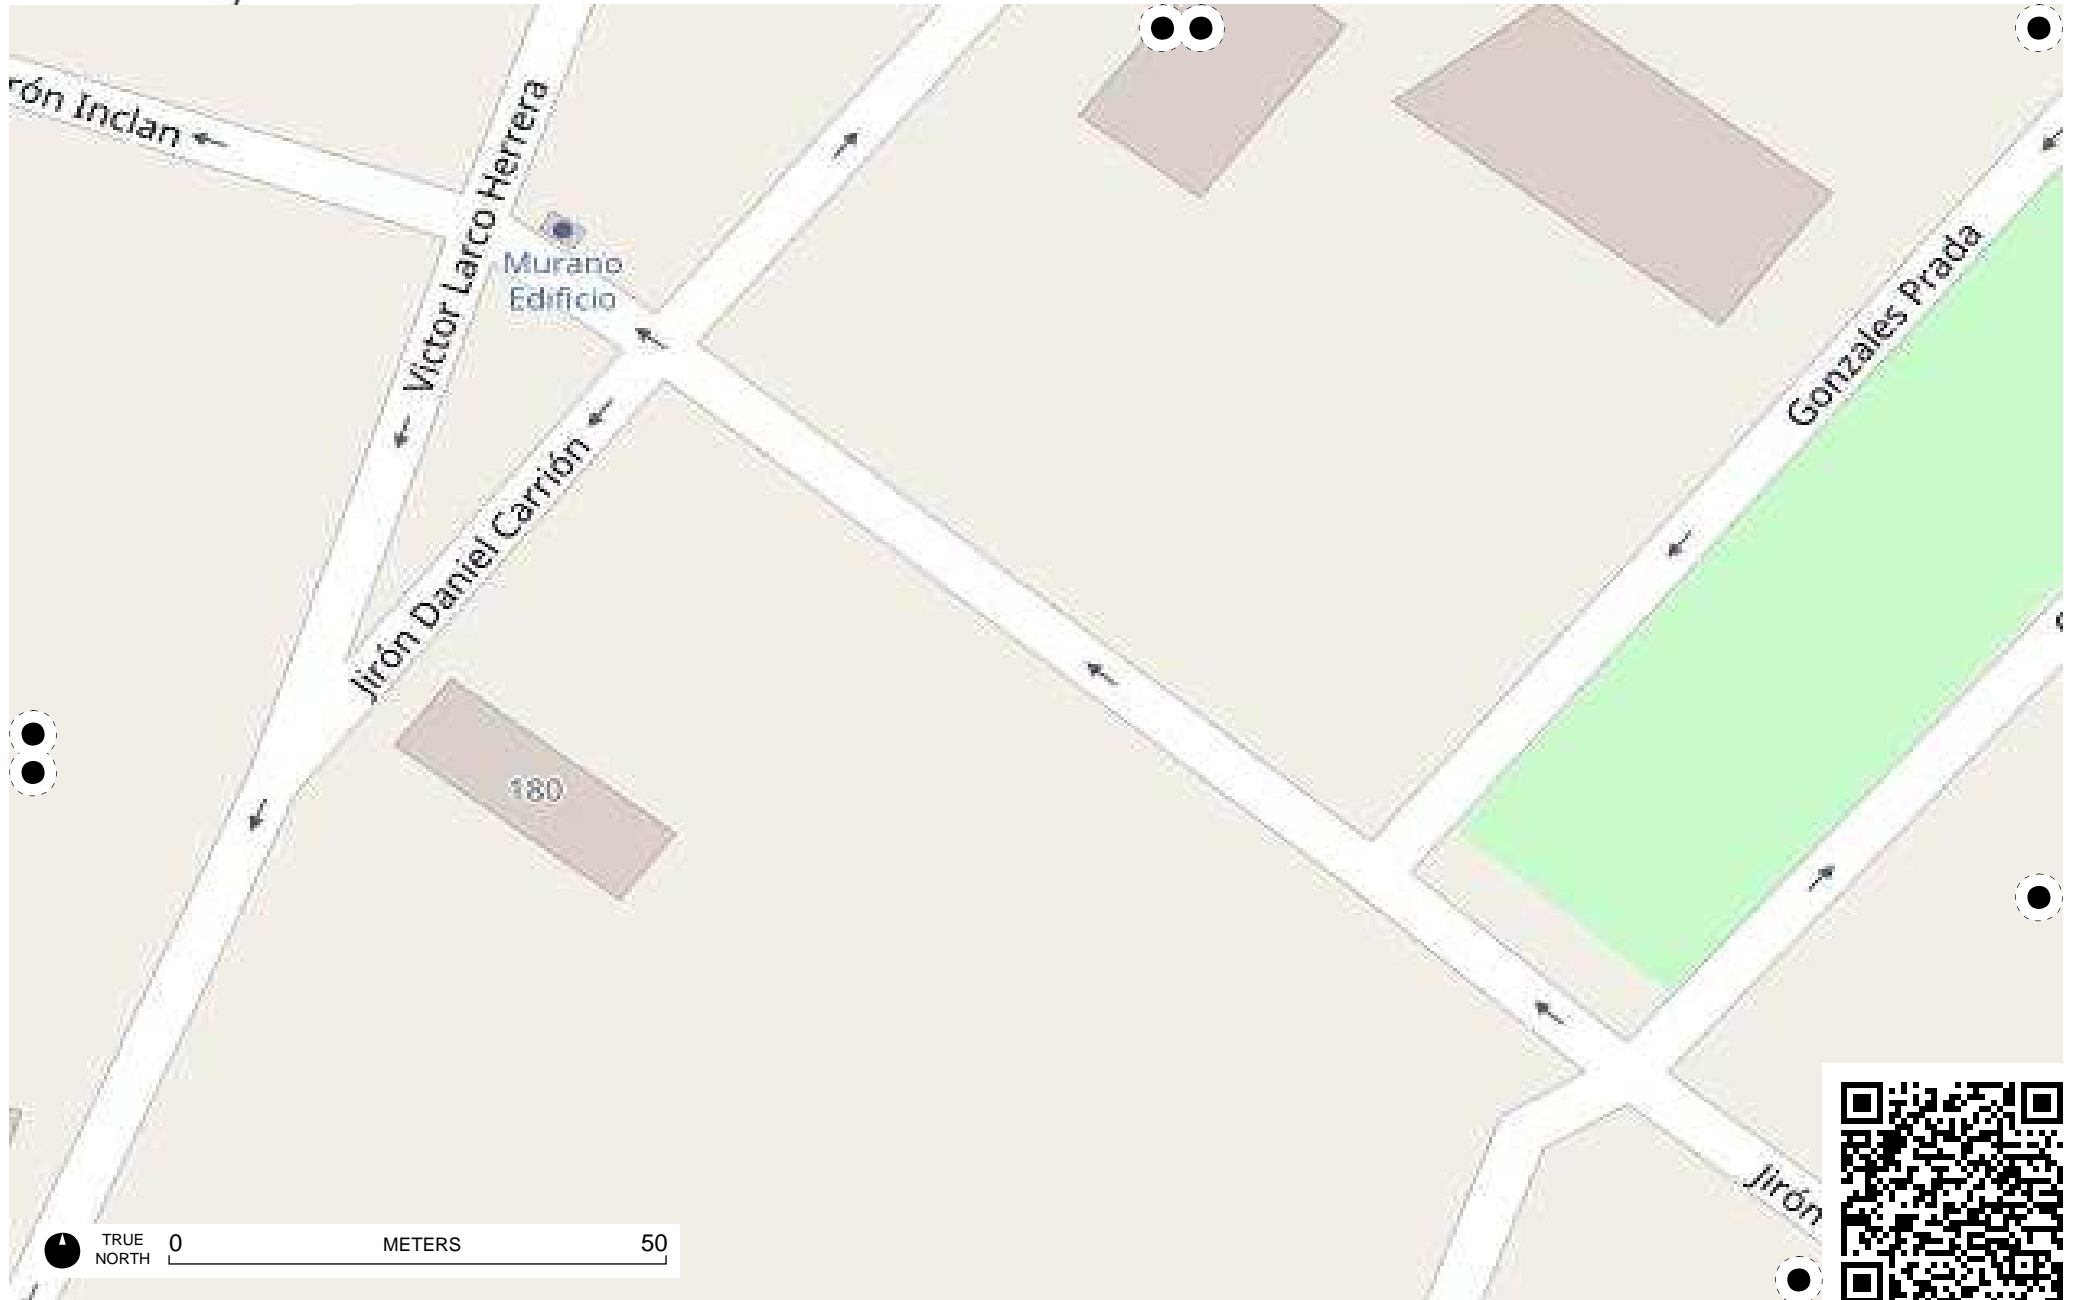 rón Inclan
Victor Larco Herrera
Murano
Edificio
Jirón Daniel Carrión
Gonzales Prada
180
Jirón
TRUE
NORTH
0
METERS
50